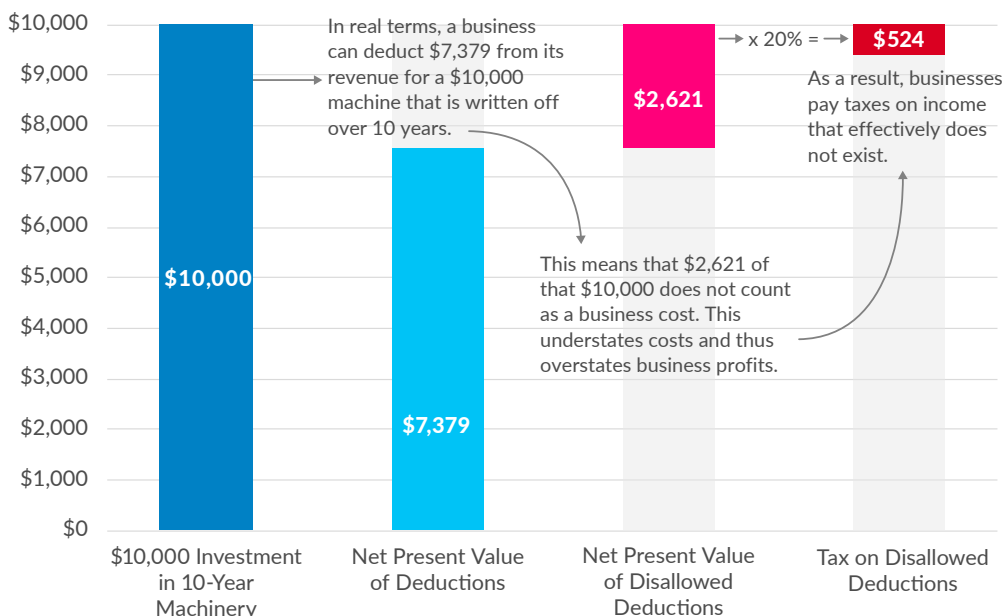 $10,000
$9,000
$8,000
$7,000
$6,000
$5,000
$4,000
$3,000
$2,000
$1,000
$0
$10,000
In real terms, a business
can deduct $7,379 from its
revenue for a $10,000
machine that is written off
over 10 years.
$7,379
$2,621
x 20% =
$524
This means that $2,621 of
that $10,000 does not count
as a business cost. This
understates costs and thus
overstates business profits.
As a result, businesses
pay taxes on income
that effectively does
not exist.
$10,000 Investment
in 10-Year
Machinery
Net Present Value
of Deductions
Net Present Value
of Disallowed
Deductions
Tax on Disallowed
Deductions